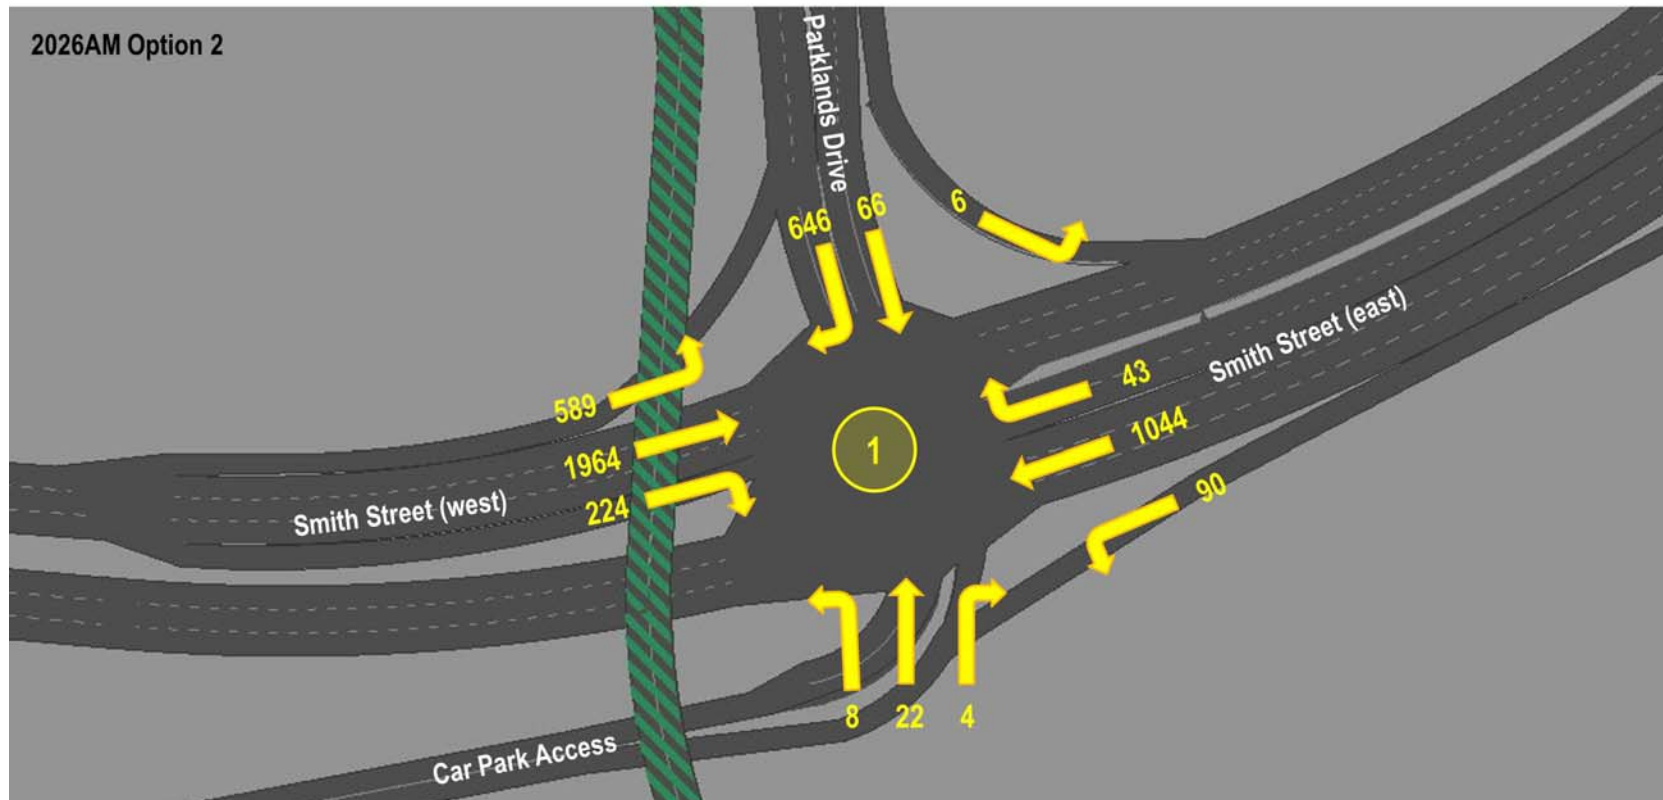 2026AM Option 2
Parklands Drive
646
66
6
589
1964
224
Smith Street (west)
1
43
1044
90
Smith Street (east)
8
22
4
Car Park Access